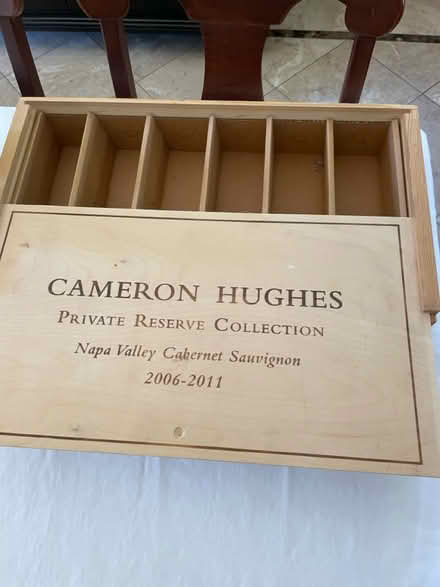 CAMERON HUGHES
PRIVATE RESERVE COLLECTION
Napa Valley Cabernet Sauvignon
2006-2011